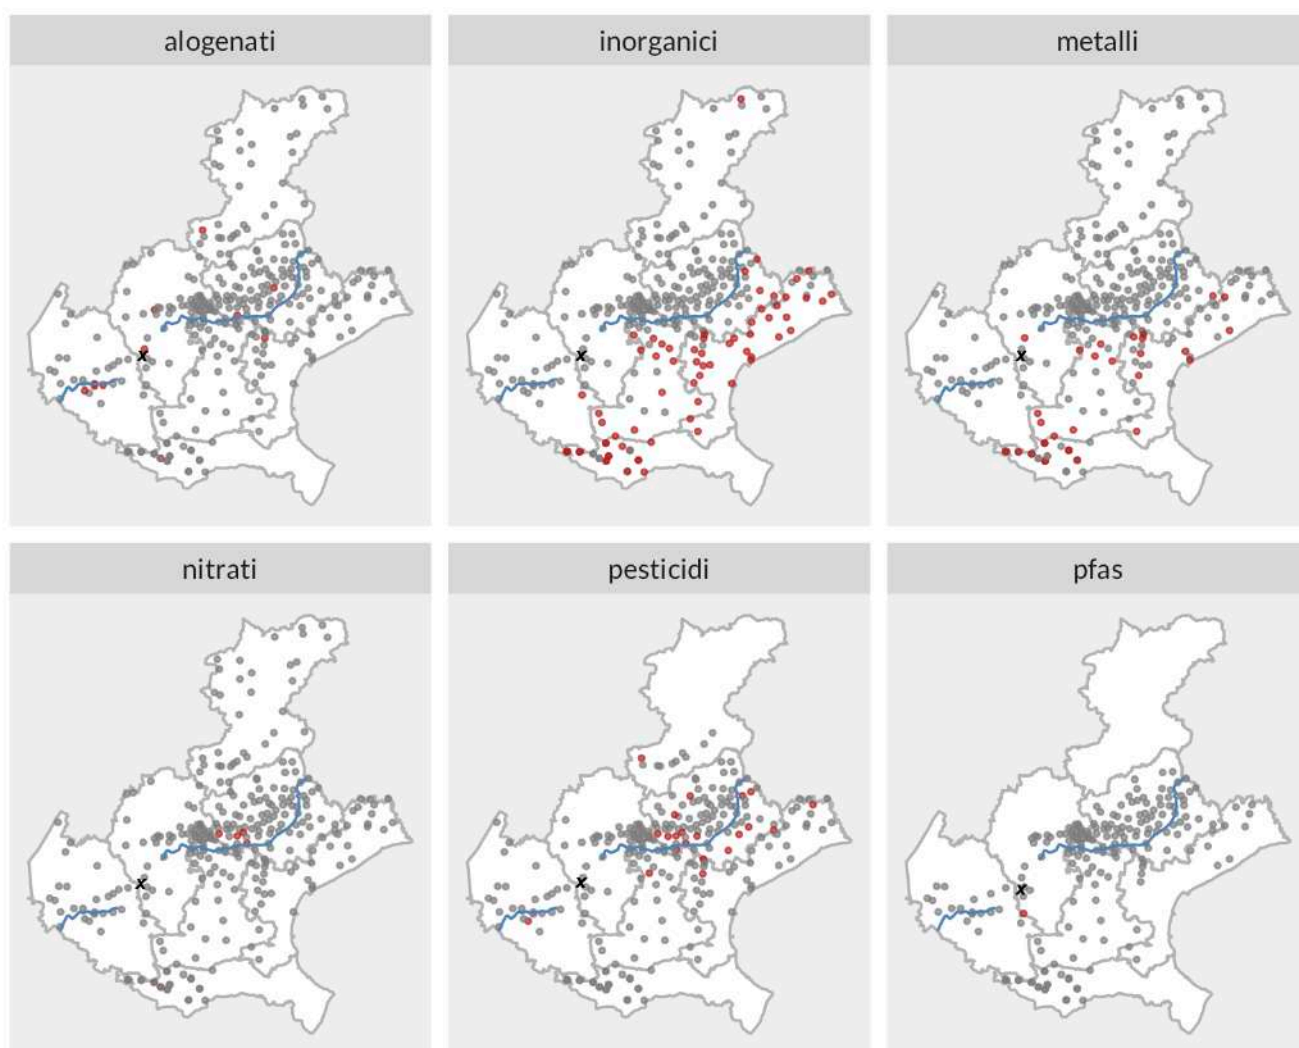 alogenati
inorganici
metalli
x
x
x
nitrati
pesticidi
pfas
x
x
x